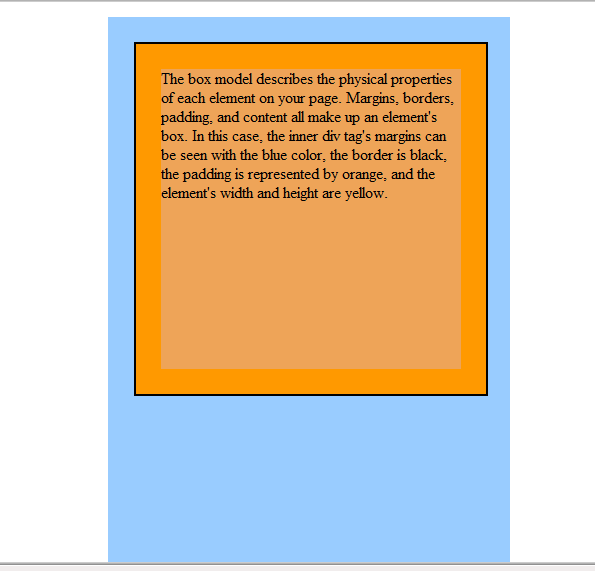 The box model describes the physical properties
of each element on your page. Margins, borders,
padding, and content all make up an element's
box. In this case, the inner div tag's margins can
be seen with the blue color, the border is black,
the padding is represented by orange, and the
element's width and height are yellow.